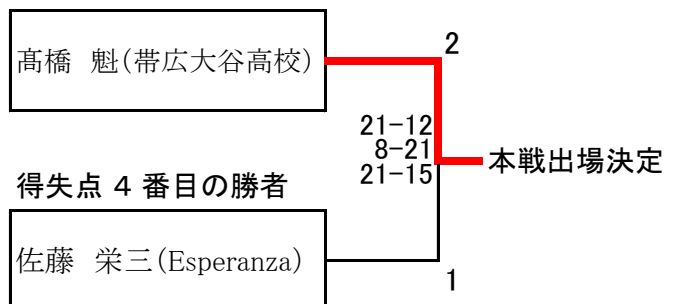 髙橋 魁(帯広大谷高校)
2
21-12
8-21
21-15
本戦出場決定
得失点 4 番目の勝者
佐藤 栄三(Esperanza)
1